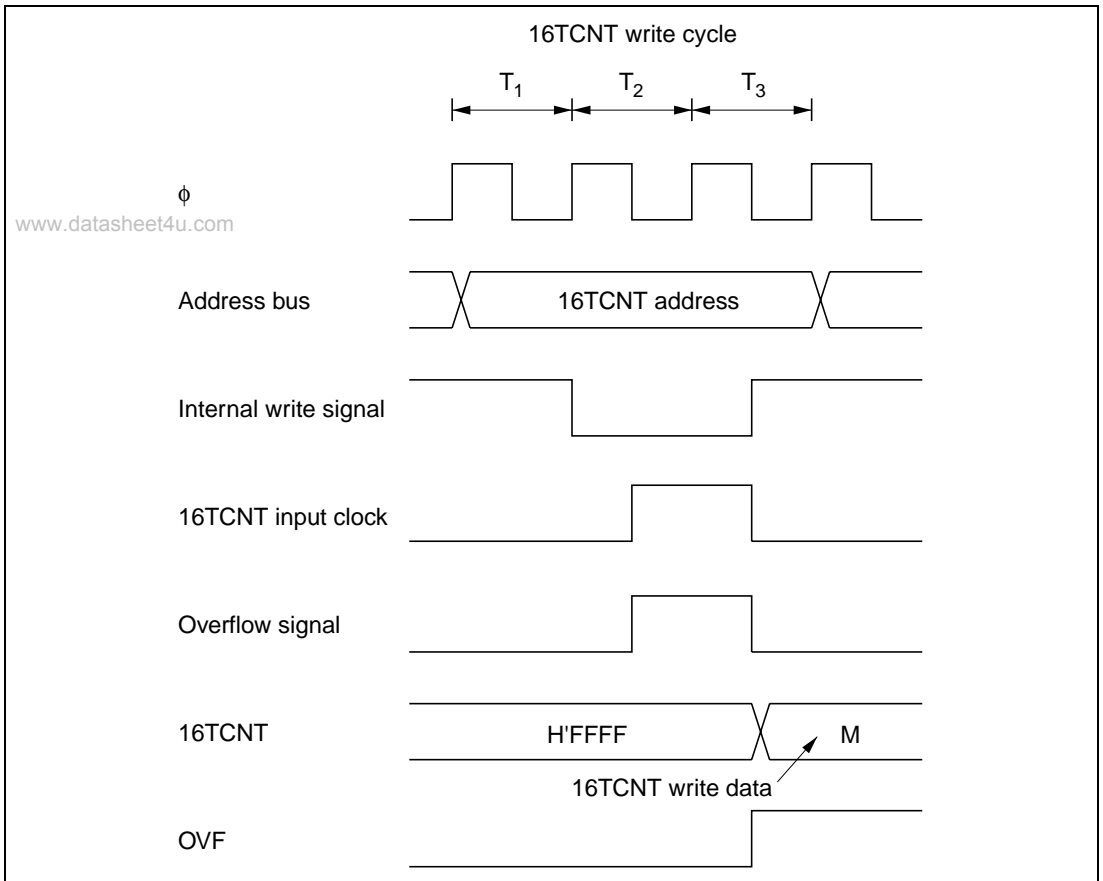 16TCNT write cycle
T1 T2 T3
φ
www.datasheet4u.com
Address bus
16TCNT address
Internal write signal
16TCNT input clock
Overflow signal
16TCNT
H'FFFF
M
16TCNT write data
OVF